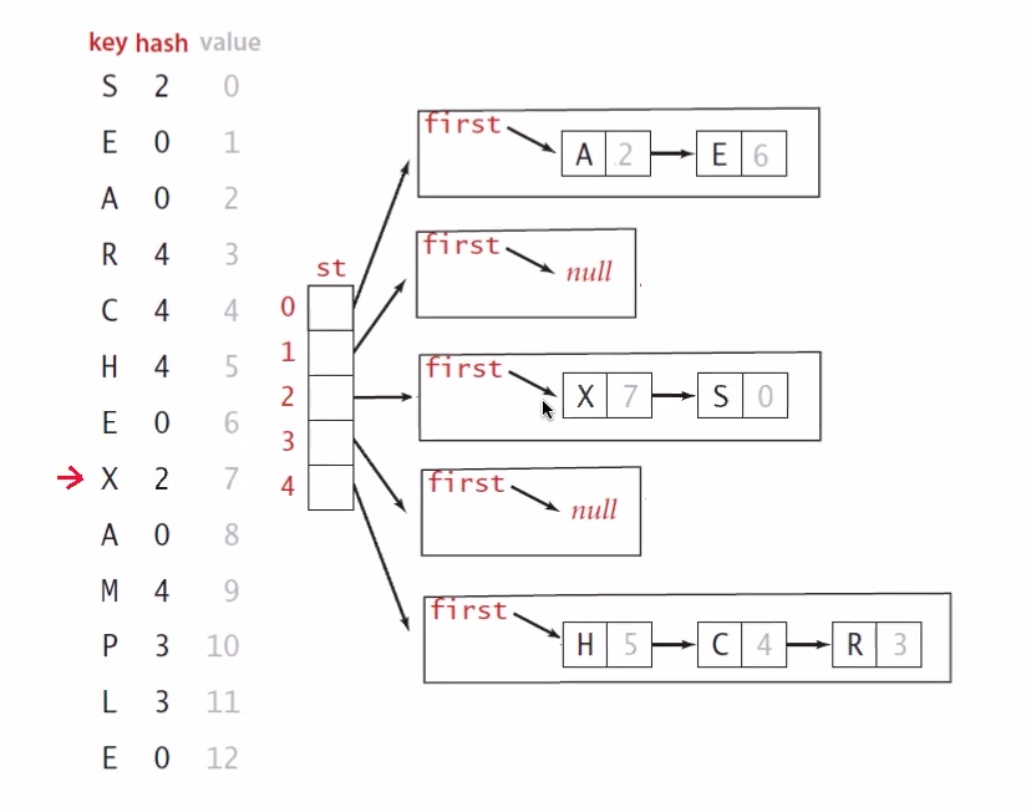 key hash value
S 2 0
E 0 1
A 0 2
R 4 3
C 4 4
H 4 5
E 0 6
X 2 7
A 0 8
M 4 9
P 3 10
L 3 11
E 0 12
st
0
1
2
3
4
first
A 2 E 6
first
null
first
X 7 S 0
first
null
first
H 5 C 4 R 3